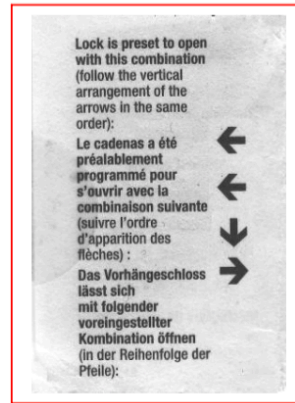 Lock is preset to open
with this combination
(follow the vertical
arrangement of the
arrows in the same
order):
Le cadenas a été
préalablement
programmé pour
s'ouvrir avec la
combinaison suivante
(suivre l'ordre
d'apparition des
flèches) :
Das Vorhängeschloss
lässt sich
mit folgender
voreingestellter
Kombination öffnen
(in der Reihenfolge der
Pfeile):